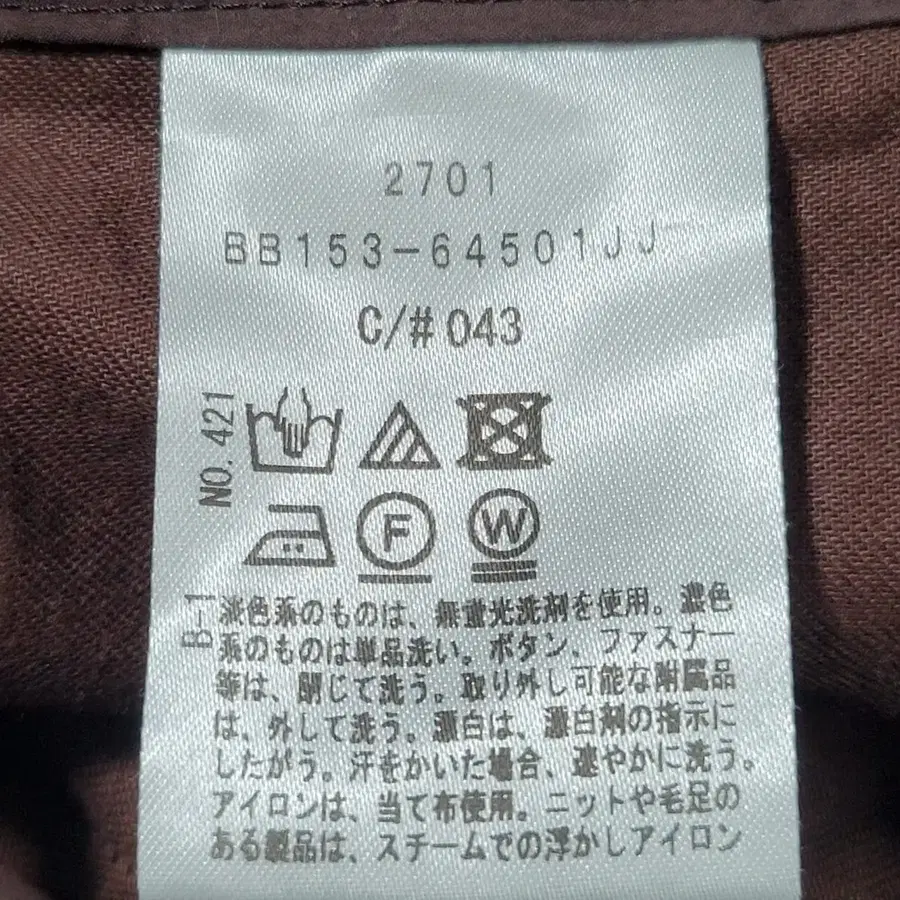 2701
BB153-64501JJ
C/#043
NO. 421
F W
B-1
淡色系のものは、無蛍光洗剤を使用。濃色
系のものは単品洗い。ボタン、ファスナー
等は、閉じて洗う。取り外し可能な附属品
は、外して洗う。漂白は、漂白剤の指示に
したがう。汗をかいた場合、速やかに洗う。
アイロンは、当て布使用。ニットや毛足の
ある製品は、スチームでの浮かしアイロン